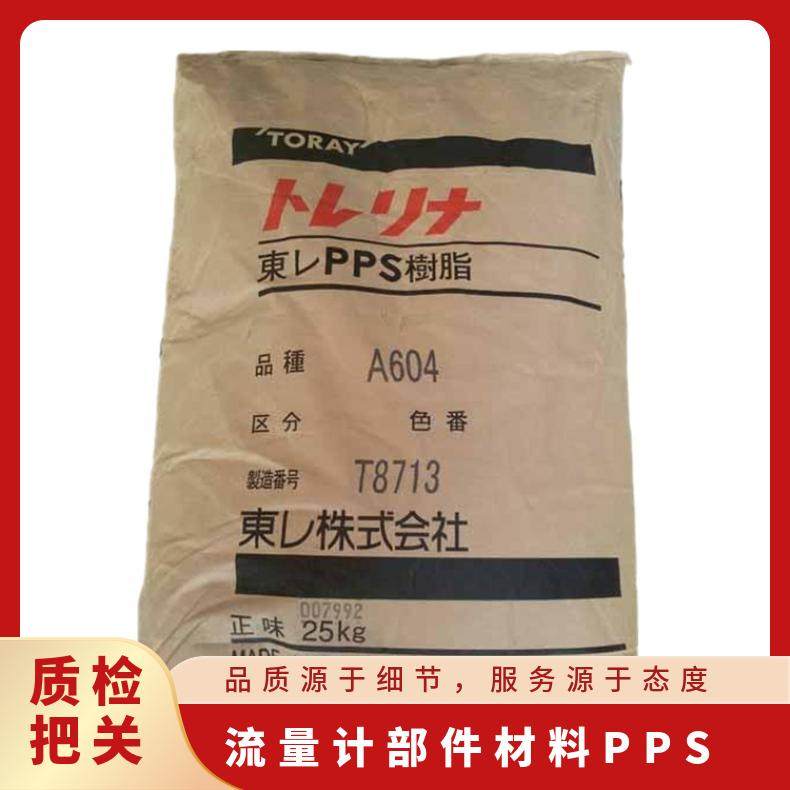 TORAY
トレリナ
東レPPS樹脂
品種 A604
区分 色番
製造番号 T8713
東レ株式会社
D07992
正味 25kg
MADE
质检
把关
品质源于细节，服务源于态度
流量计部件材料PPS